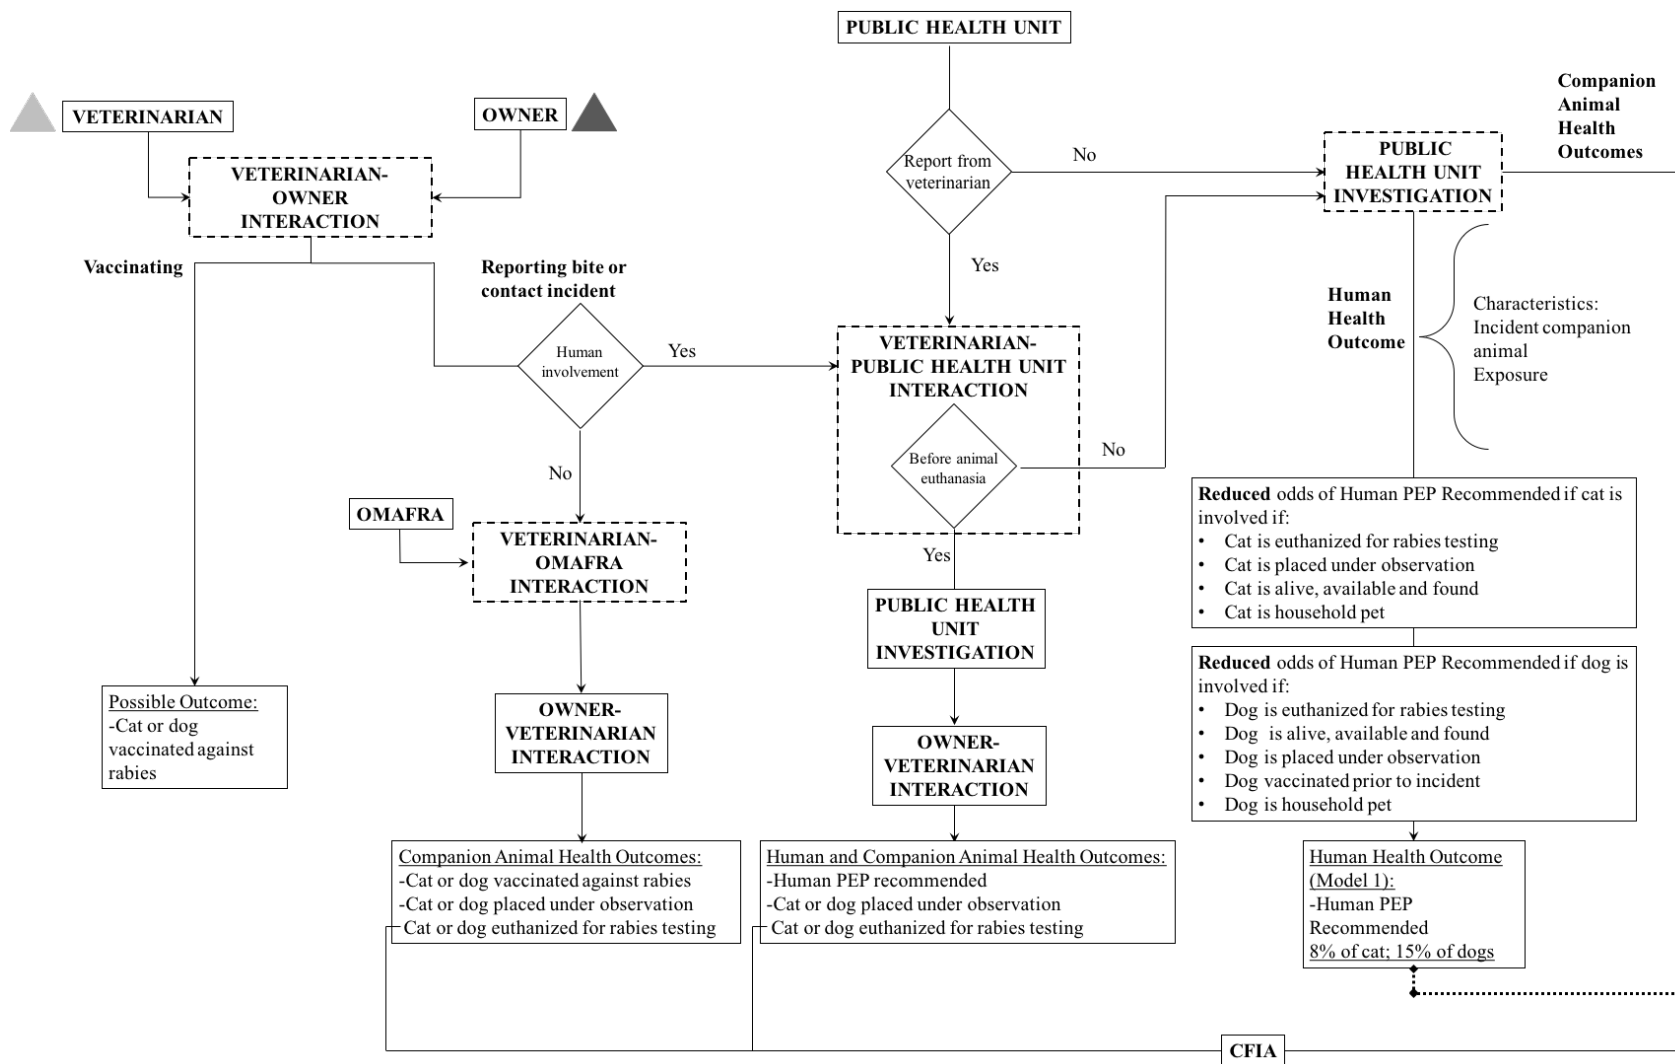 PUBLIC HEALTH UNIT
VETERINARIAN
OWNER
VETERINARIAN-
OWNER
INTERACTION
Vaccinating
Reporting bite or
contact incident
Human
involvement
Yes
No
OMAFRA
VETERINARIAN-
OMAFRA
INTERACTION
OWNER-
VETERINARIAN
INTERACTION
Possible Outcome:
-Cat or dog
vaccinated against
rabies
Companion Animal Health Outcomes:
-Cat or dog vaccinated against rabies
-Cat or dog placed under observation
Cat or dog euthanized for rabies testing
Report from
veterinarian
No
Yes
VETERINARIAN-
PUBLIC HEALTH UNIT
INTERACTION
Before animal
euthanasia
No
Yes
PUBLIC HEALTH
UNIT
INVESTIGATION
OWNER-
VETERINARIAN
INTERACTION
Human and Companion Animal Health Outcomes:
-Human PEP recommended
-Cat or dog placed under observation
Cat or dog euthanized for rabies testing
PUBLIC
HEALTH UNIT
INVESTIGATION
Companion
Animal
Health
Outcomes
Human
Health
Outcome
Characteristics:
Incident companion
animal
Exposure
Reduced odds of Human PEP Recommended if cat is
involved if:
• Cat is euthanized for rabies testing
• Cat is placed under observation
• Cat is alive, available and found
• Cat is household pet
Reduced odds of Human PEP Recommended if dog is
involved if:
• Dog is euthanized for rabies testing
• Dog is alive, available and found
• Dog is placed under observation
• Dog vaccinated prior to incident
• Dog is household pet
Human Health Outcome
(Model 1):
-Human PEP
Recommended
8% of cat; 15% of dogs
CFIA